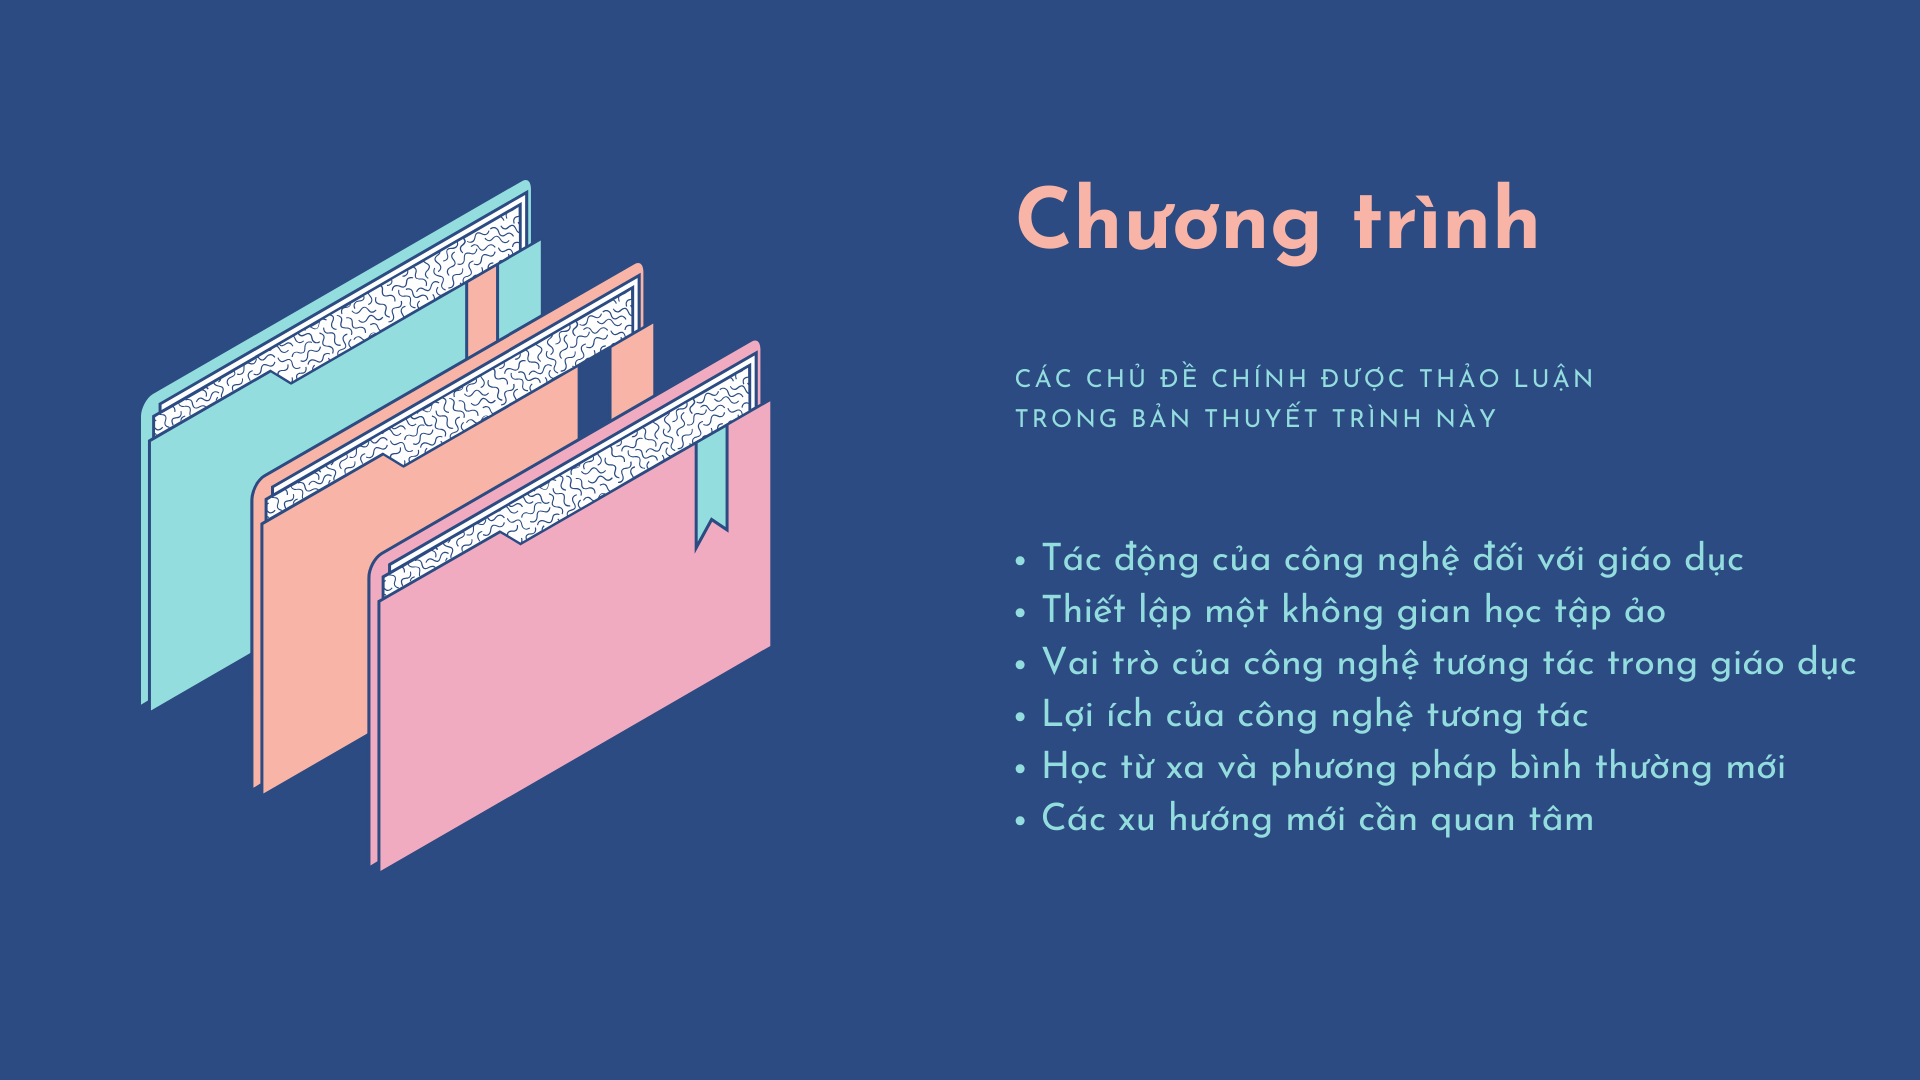 Chương trình
CÁC CHỦ ĐỀ CHÍNH ĐƯỢC THẢO LUẬN
TRONG BẢN THUYẾT TRÌNH NÀY
• Tác động của công nghệ đối với giáo dục
• Thiết lập một không gian học tập ảo
• Vai trò của công nghệ tương tác trong giáo dục
• Lợi ích của công nghệ tương tác
• Học từ xa và phương pháp bình thường mới
• Các xu hướng mới cần quan tâm